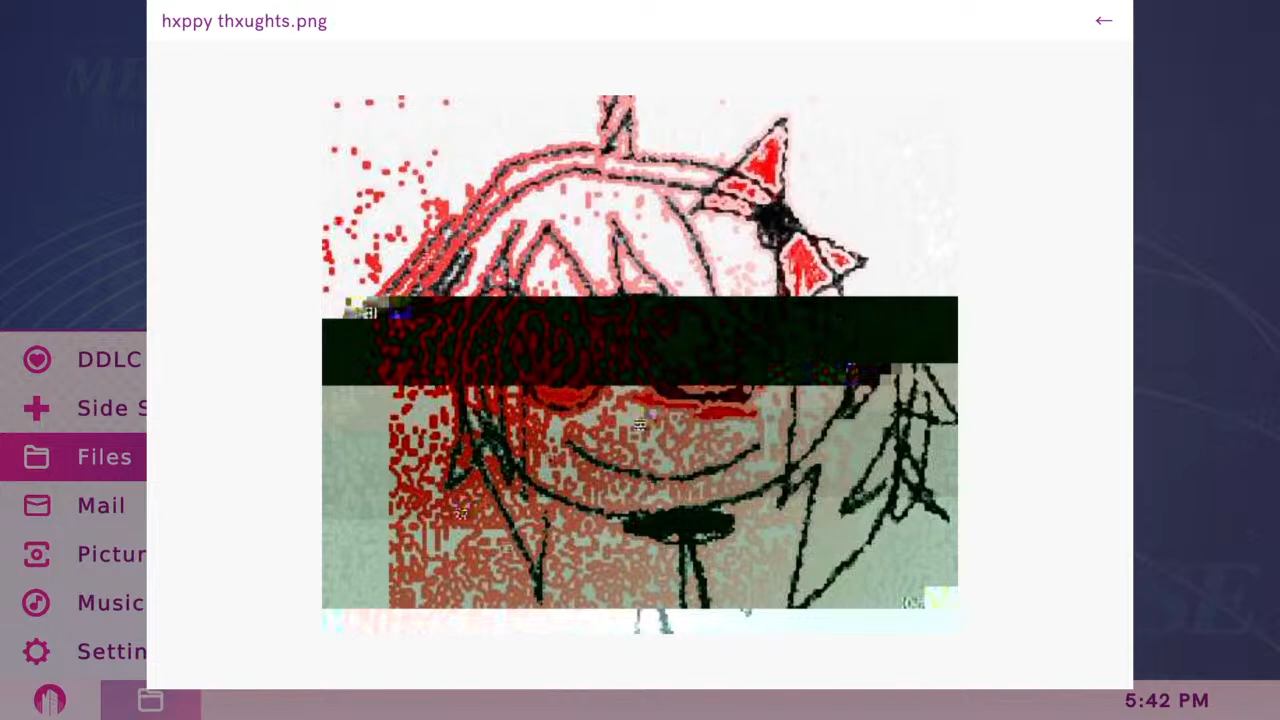 hxppy thxughts.png
←
DDLC
Side S
Files
Mail
Pictur
Music
Settin
5:42 PM